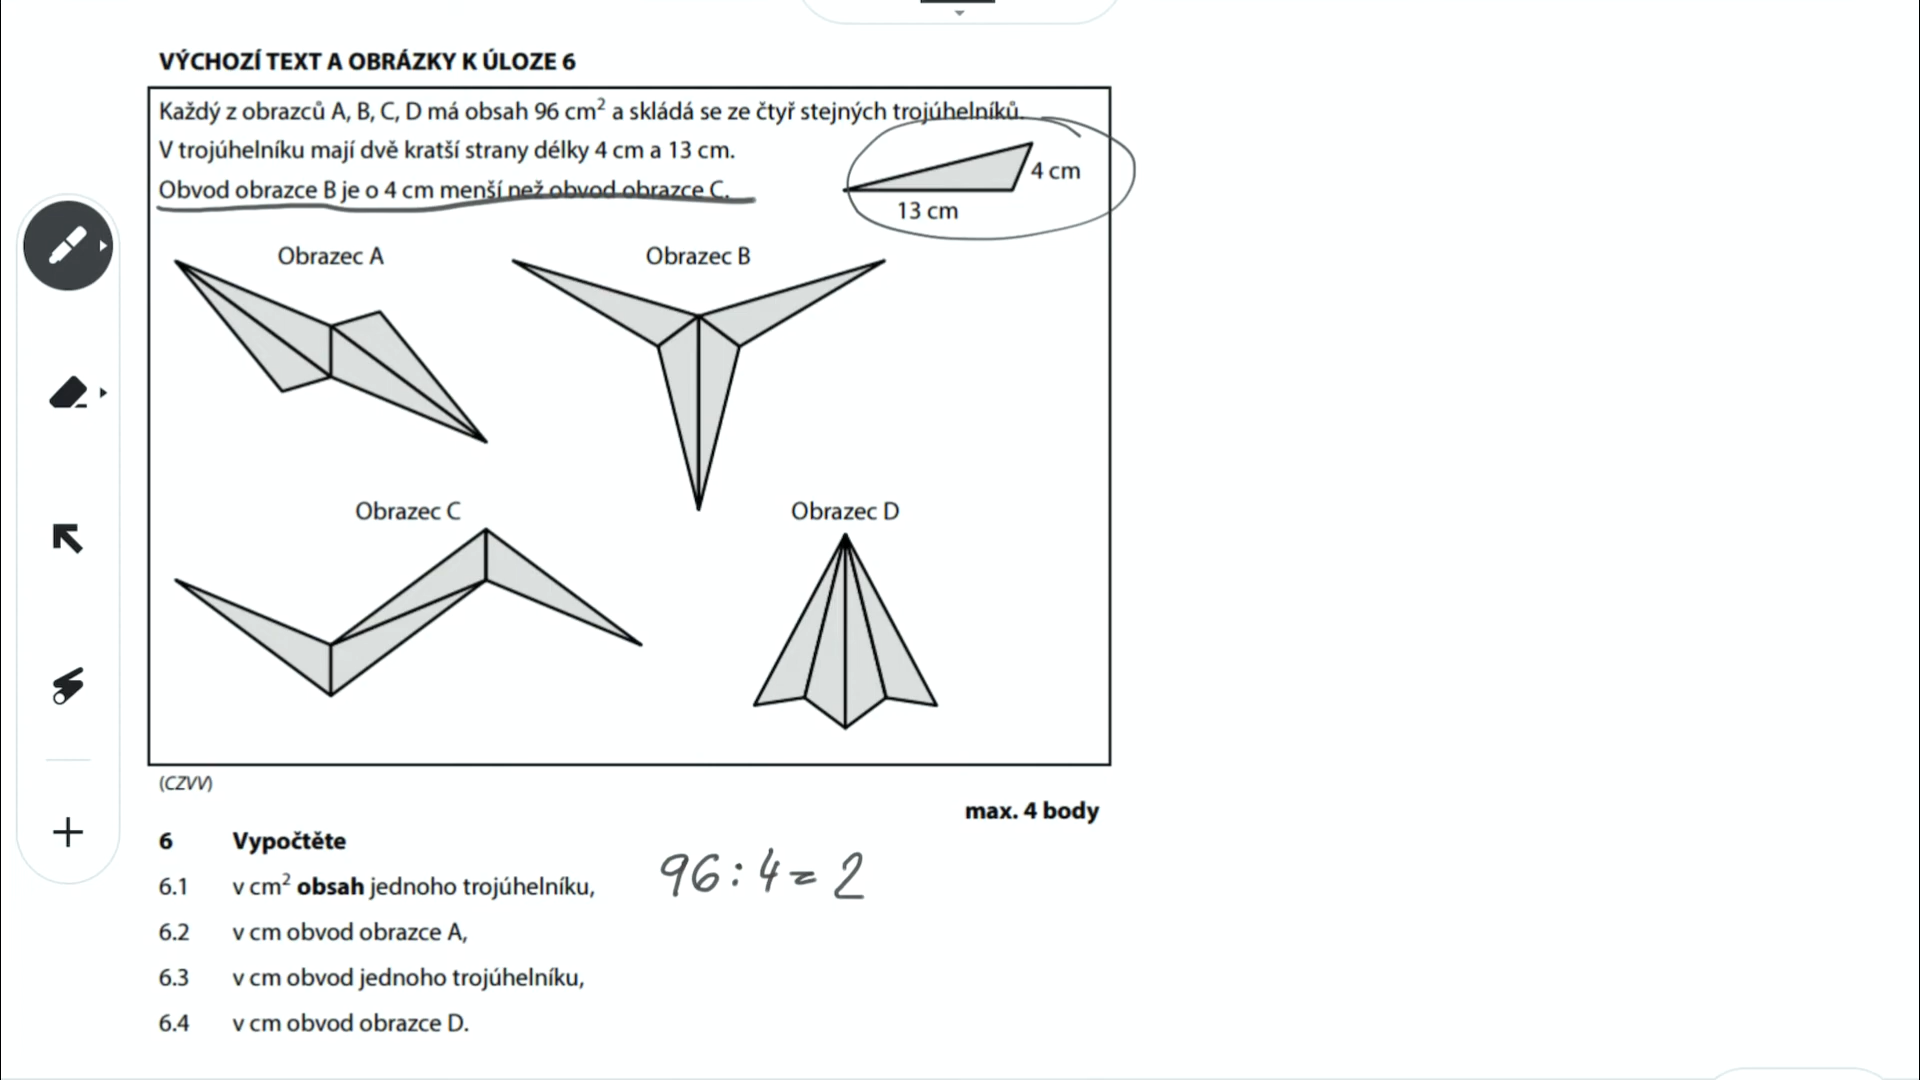 VÝCHOZÍ TEXT A OBRÁZKY K ÚLOZE 6
Každý z obrazců A, B, C, D má obsah 96 cm² a skládá se ze čtyř stejných trojúhelníků.
V trojúhelníku mají dvě kratší strany délky 4 cm a 13 cm.
Obvod obrazce B je o 4 cm menší než obvod obrazce C.
4 cm
13 cm
Obrazec A
Obrazec B
Obrazec C
Obrazec D
(CZVV)
max. 4 body
6 Vypočtěte
6.1 v cm² obsah jednoho trojúhelníku,
96 : 4 = 2
6.2 v cm obvod obrazce A,
6.3 v cm obvod jednoho trojúhelníku,
6.4 v cm obvod obrazce D.